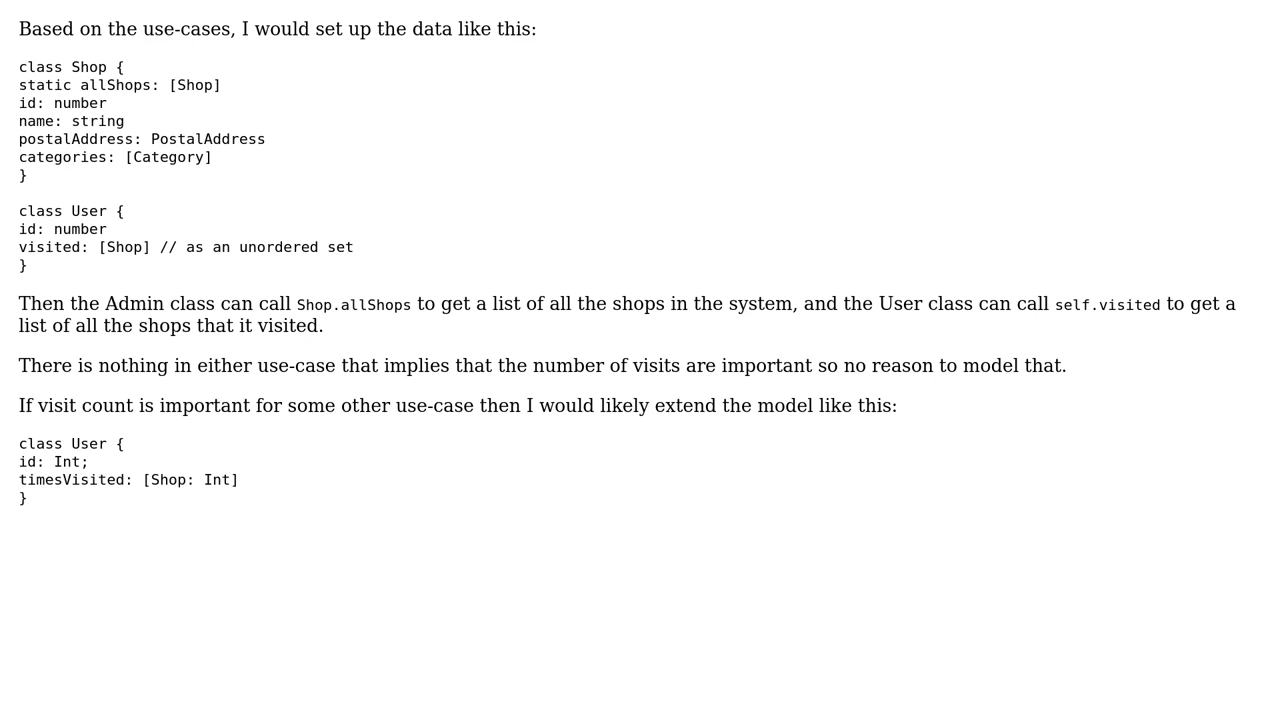 Based on the use-cases, I would set up the data like this:
class Shop {
static allShops: [Shop]
id: number
name: string
postalAddress: PostalAddress
categories: [Category]
}
class User {
id: number
visited: [Shop] // as an unordered set
}
Then the Admin class can call Shop.allShops to get a list of all the shops in the system, and the User class can call self.visited to get a
list of all the shops that it visited.
There is nothing in either use-case that implies that the number of visits are important so no reason to model that.
If visit count is important for some other use-case then I would likely extend the model like this:
class User {
id: Int;
timesVisited: [Shop: Int]
}